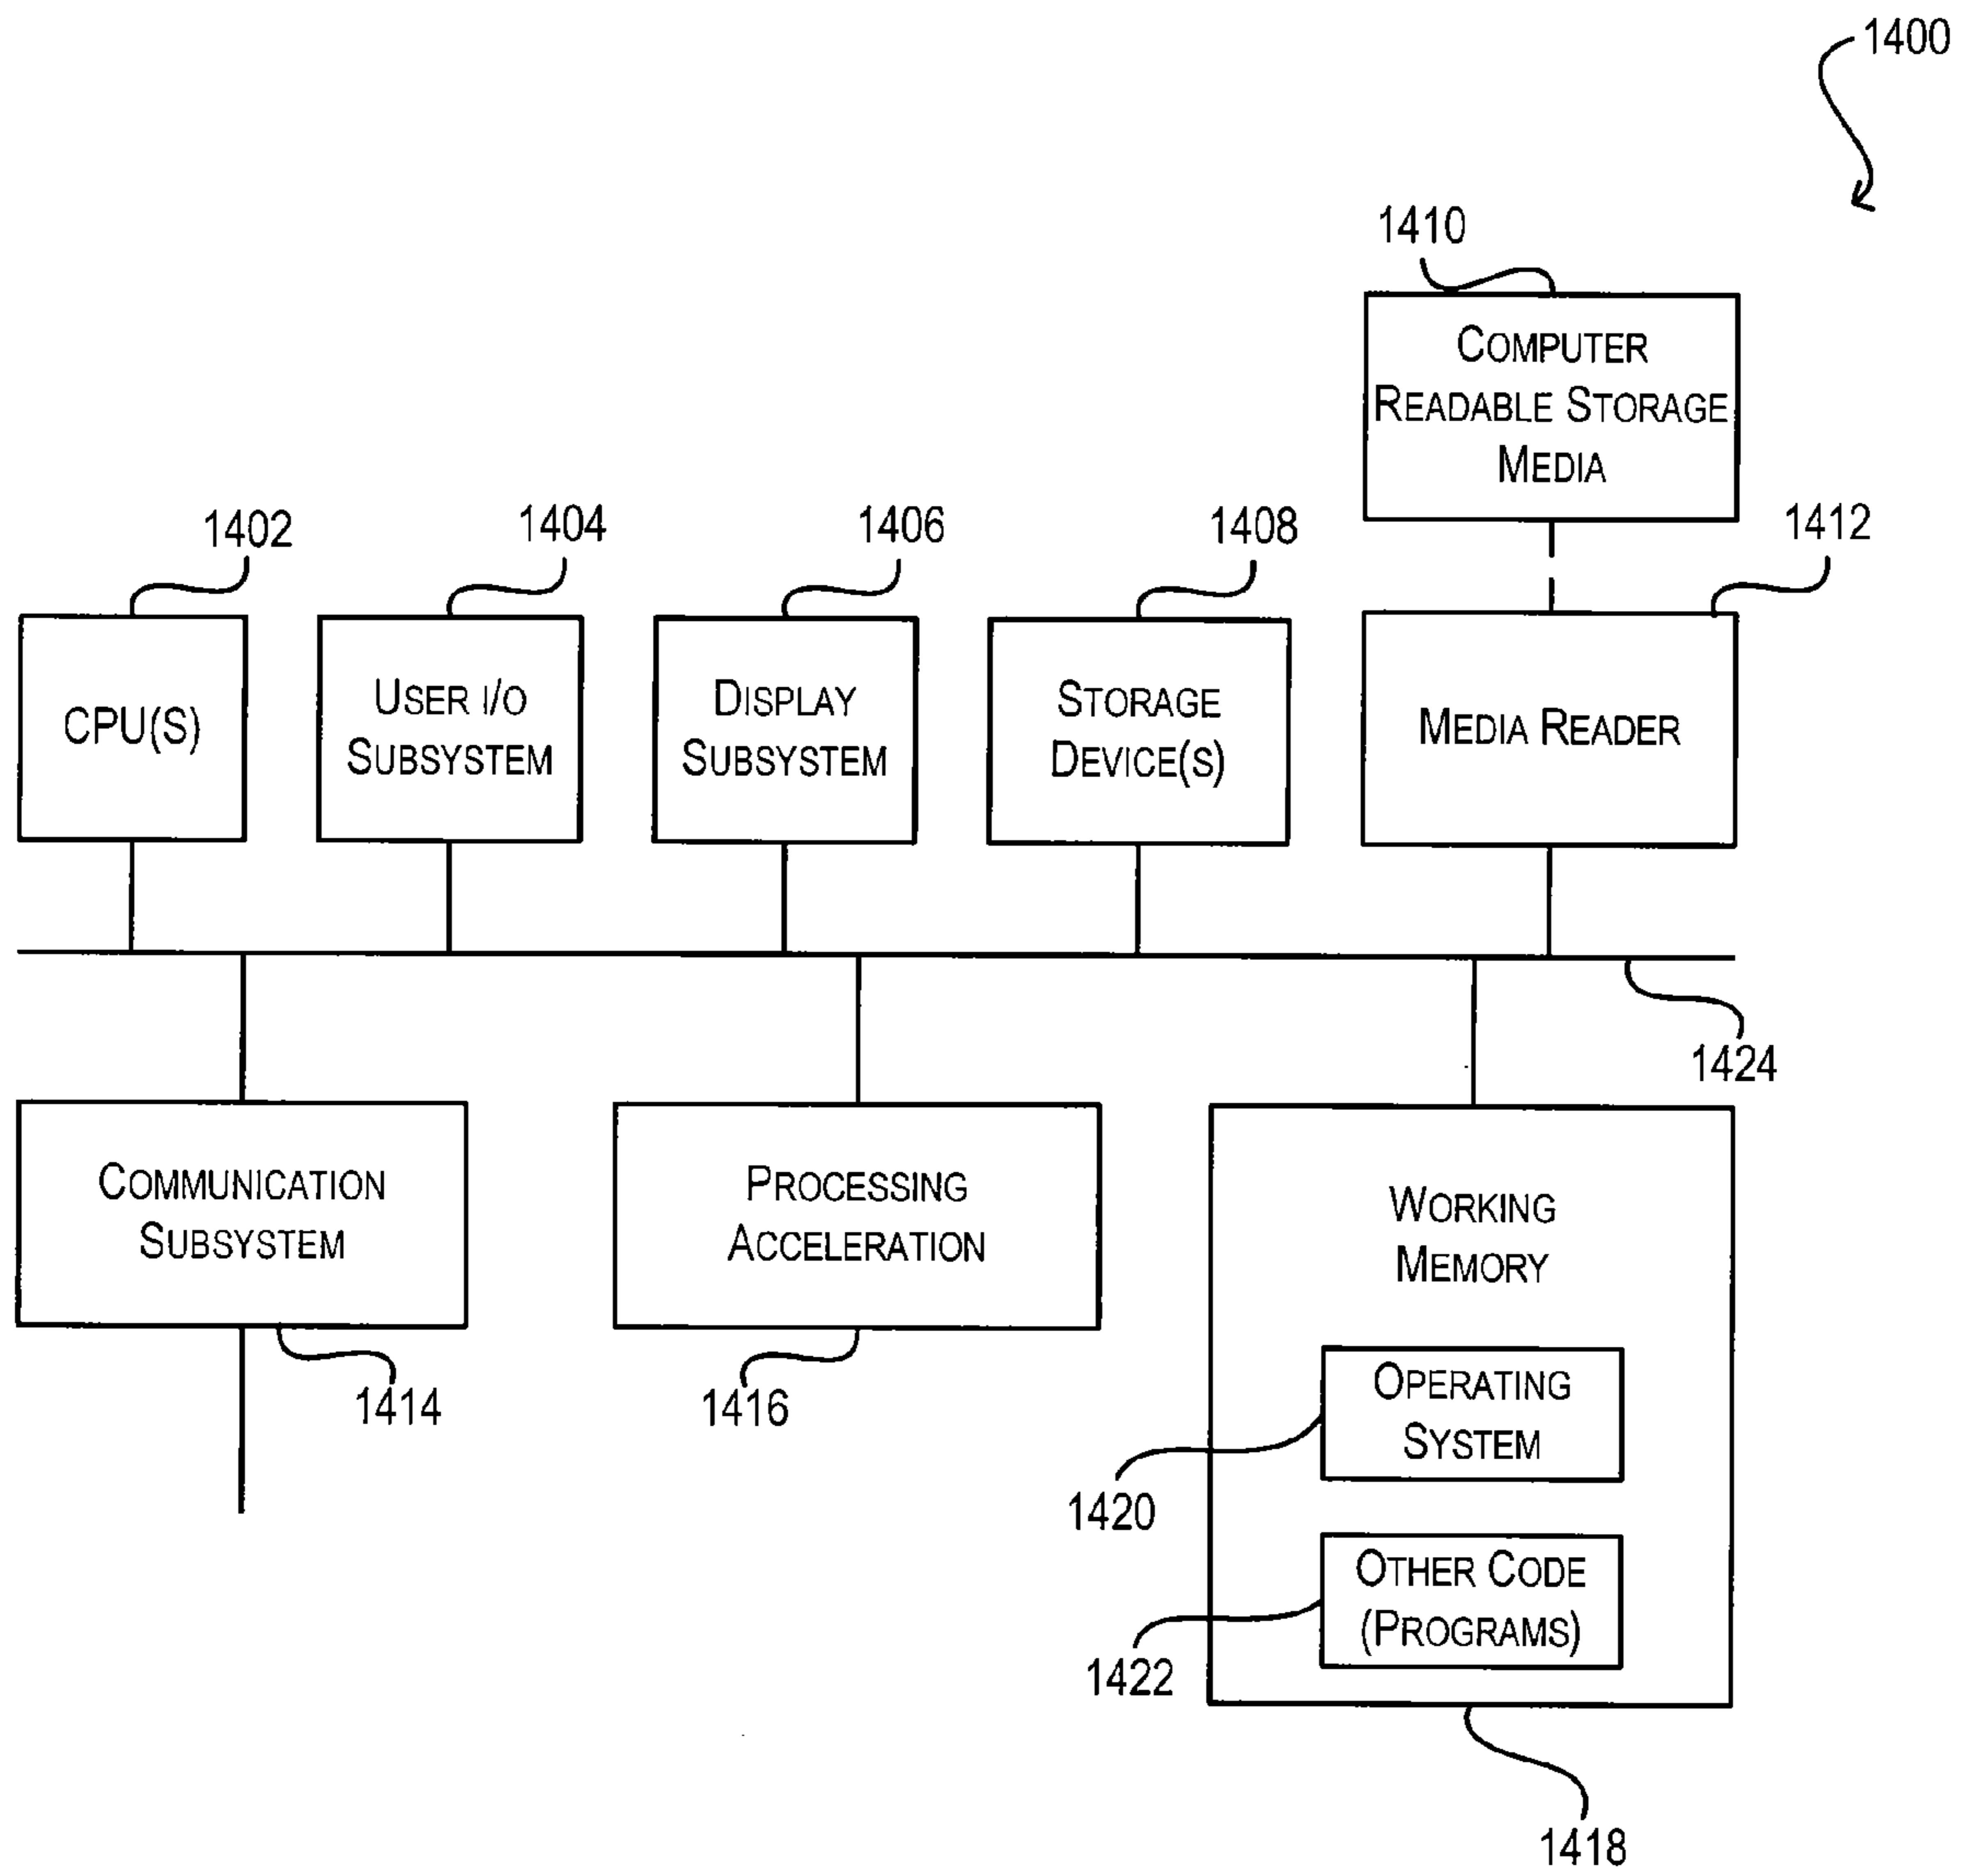 1400
1410
COMPUTER
READABLE STORAGE
MEDIA
1402
1404
1406
1408
1412
CPU(S)
USER I/O
SUBSYSTEM
DISPLAY
SUBSYSTEM
STORAGE
DEVICE(S)
MEDIA READER
1424
COMMUNICATION
SUBSYSTEM
PROCESSING
ACCELERATION
WORKING
MEMORY
1414
1416
OPERATING
SYSTEM
1420
OTHER CODE
(PROGRAMS)
1422
1418